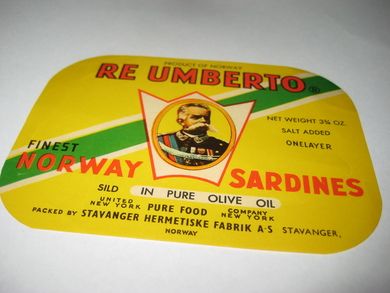 PRODUCT OF NORWAY
RE UMBERTO ®
NET WEIGHT 3¾ OZ.
SALT ADDED
ONELAYER
FINEST
NORWAY SARDINES
SILD IN PURE OLIVE OIL
UNITED NEW YORK PURE FOOD COMPANY NEW YORK
PACKED BY STAVANGER HERMETISKE FABRIK A·S STAVANGER,
NORWAY